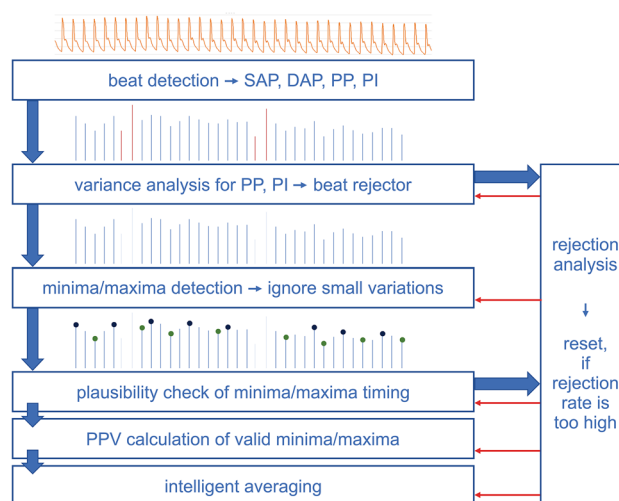 beat detection → SAP, DAP, PP, PI
variance analysis for PP, PI → beat rejector
minima/maxima detection → ignore small variations
plausibility check of minima/maxima timing
PPV calculation of valid minima/maxima
intelligent averaging
rejection
analysis
↓
reset,
if
rejection
rate is
too high